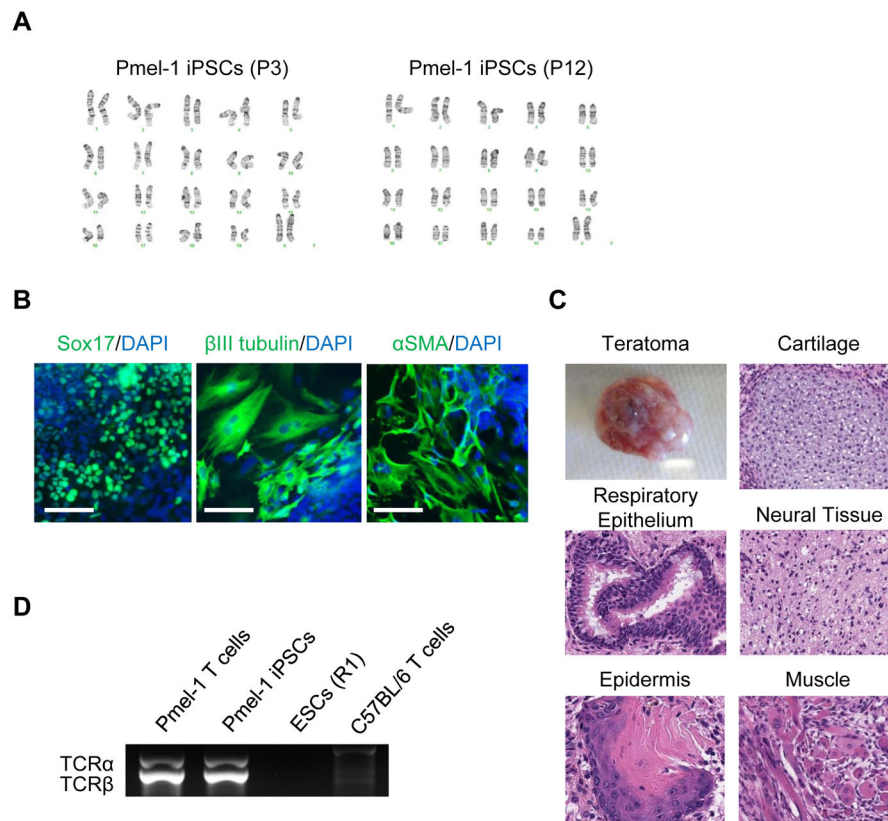 A
Pmel-1 iPSCs (P3)
Pmel-1 iPSCs (P12)
B
Sox17/DAPI
βIII tubulin/DAPI
αSMA/DAPI
C
Teratoma
Cartilage
Respiratory
Epithelium
Neural Tissue
Epidermis
Muscle
D
Pmel-1 T cells
Pmel-1 iPSCs
ESCs (R1)
C57BL/6 T cells
TCRα
TCRβ